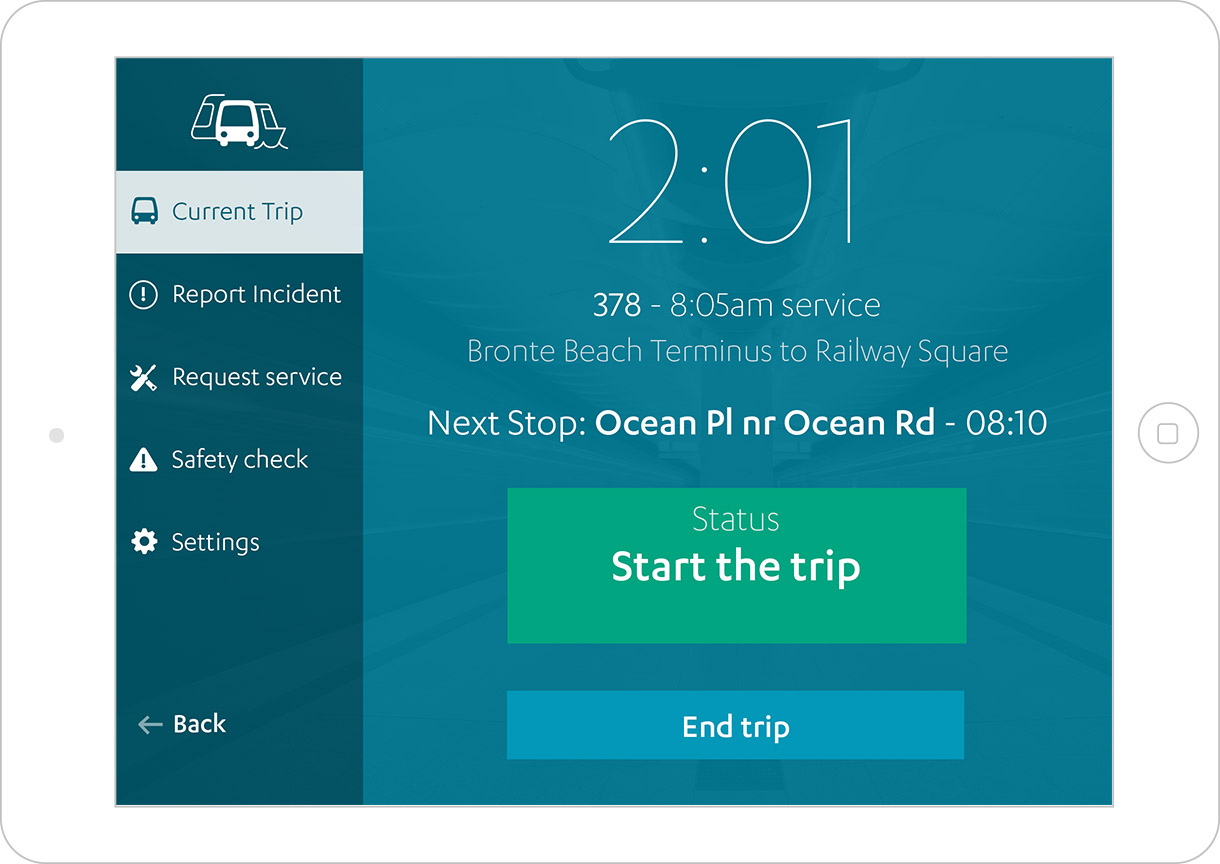 Current Trip
Report Incident
Request service
Safety check
Settings
Back
2:01
378 - 8:05am service
Bronte Beach Terminus to Railway Square
Next Stop: Ocean Pl nr Ocean Rd - 08:10
Status
Start the trip
End trip